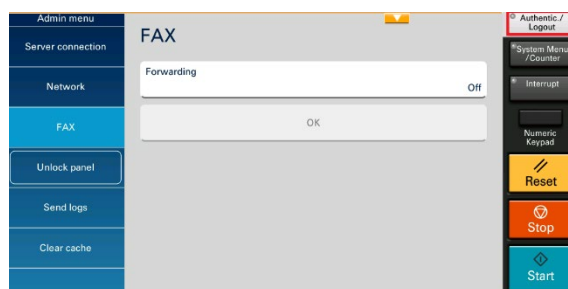 Admin menu
Server connection
Network
FAX
Unlock panel
Send logs
Clear cache
FAX
Forwarding
Off
OK
Authentic./
Logout
System Menu
/Counter
Interrupt
Numeric
Keypad
Reset
Stop
Start